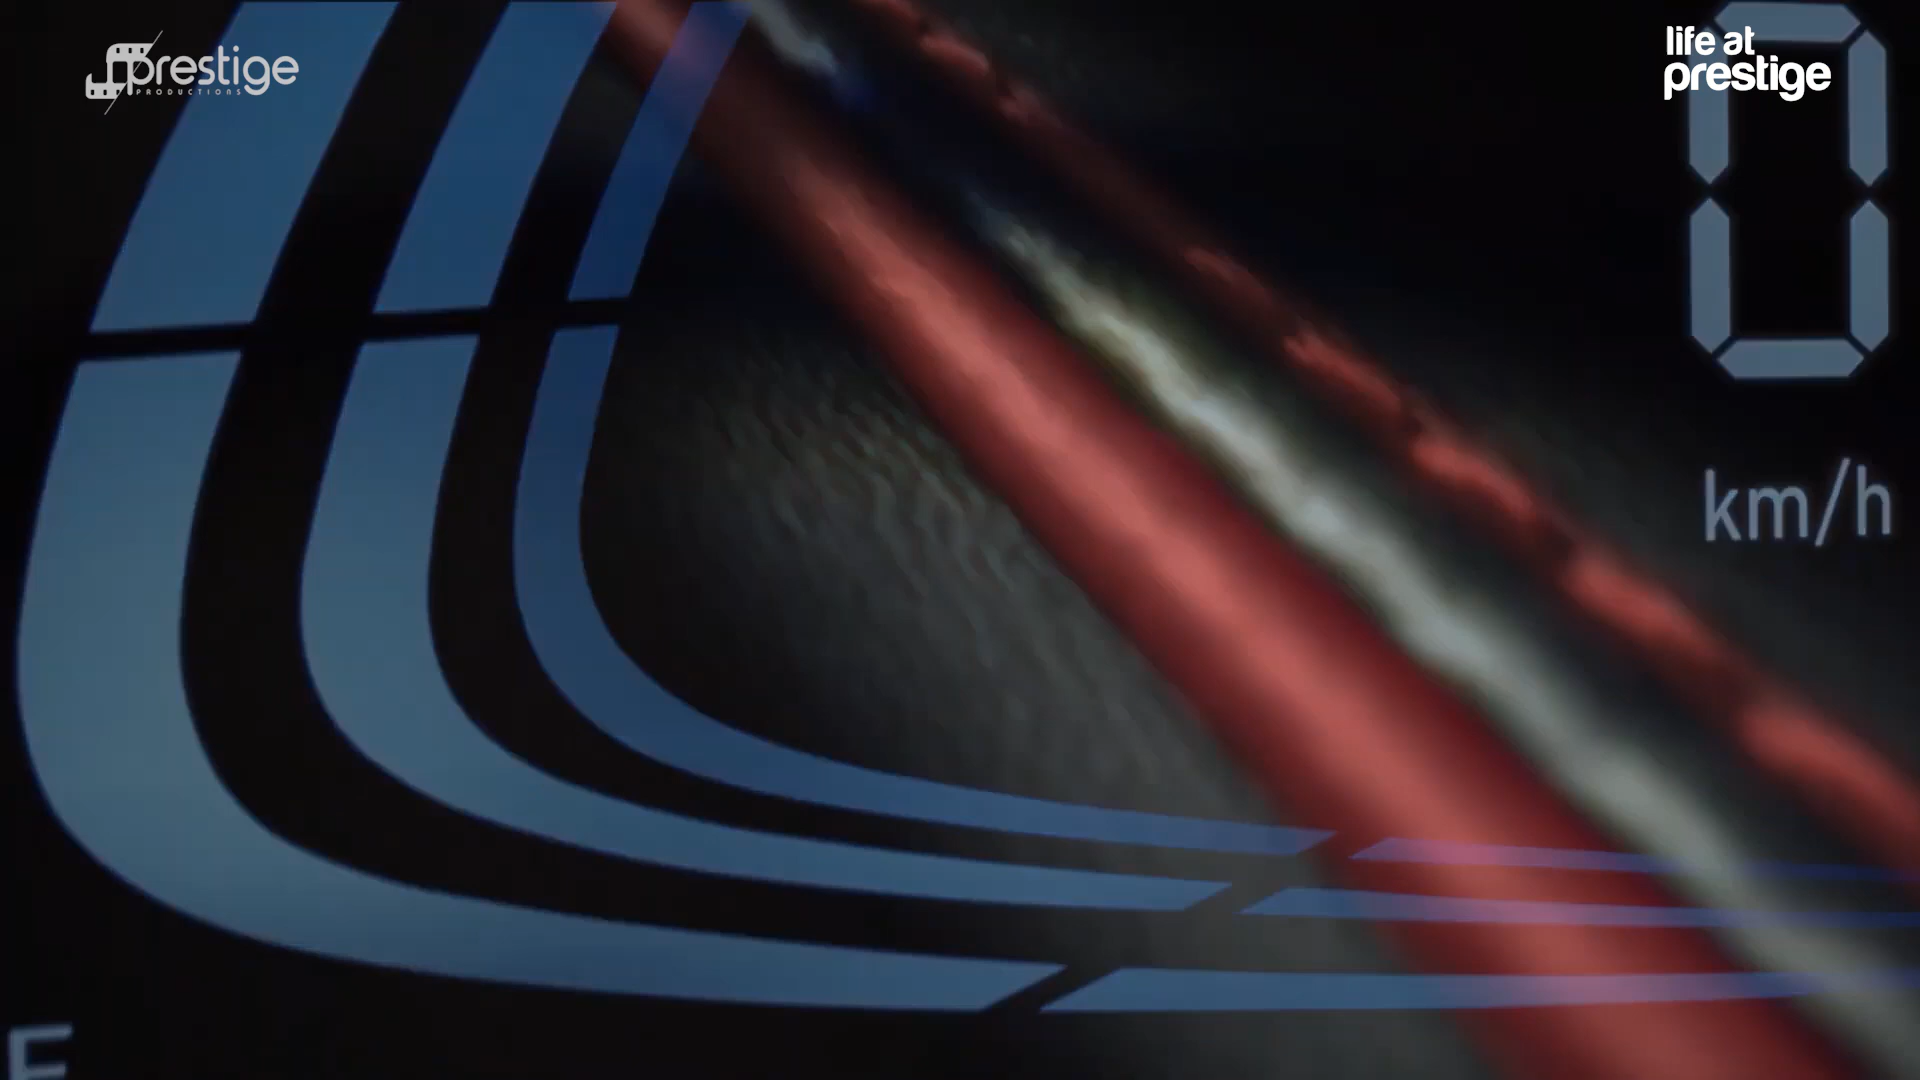 prestige
PRODUCTIONS
life at
prestige
0
km/h